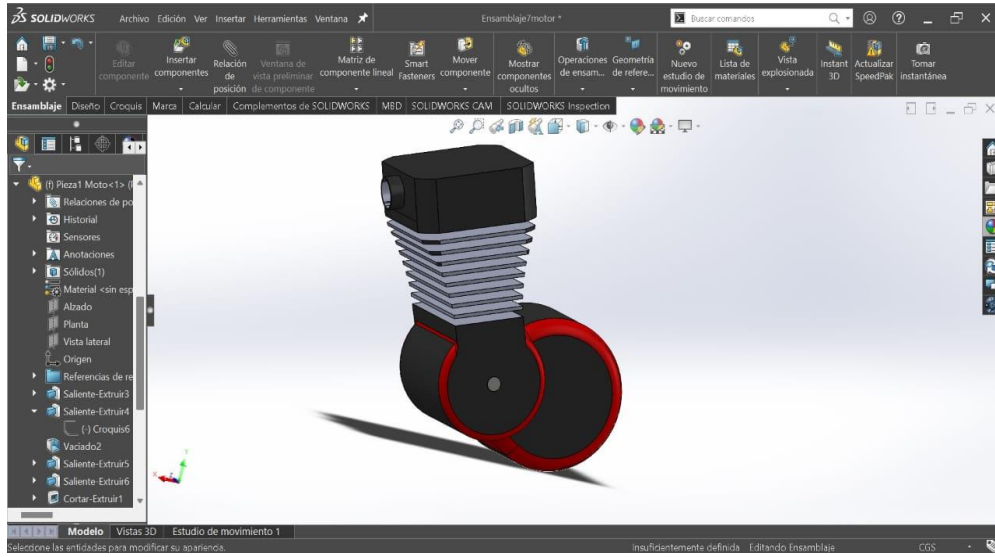 SOLIDWORKS Archivo Edición Ver Insertar Herramientas Ventana Ensamblaje7motor * Buscar comandos
Editar componente
Insertar componentes
Relación de posición
Ventana de vista preliminar de componente
Matriz de componente lineal
Smart Fasteners
Mover componente
Mostrar componentes ocultos
Operaciones de ensam...
Geometría de refere...
Nuevo estudio de movimiento
Lista de materiales
Vista explosionada
Instant 3D
Actualizar SpeedPak
Tomar instantánea
Ensamblaje Diseño Croquis Marca Calcular Complementos de SOLIDWORKS MBD SOLIDWORKS CAM SOLIDWORKS Inspection
(f) Pieza1 Moto<1> (
Relaciones de po
Historial
Sensores
Anotaciones
Sólidos(1)
Material <sin esp
Alzado
Planta
Vista lateral
Origen
Referencias de re
Saliente-Extruir3
Saliente-Extruir4
(-) Croquis6
Vaciado2
Saliente-Extruir5
Saliente-Extruir6
Cortar-Extruir1
Modelo Vistas 3D Estudio de movimiento 1
Seleccione las entidades para modificar su apariencia. Insuficientemente definida Editando Ensamblaje CGS